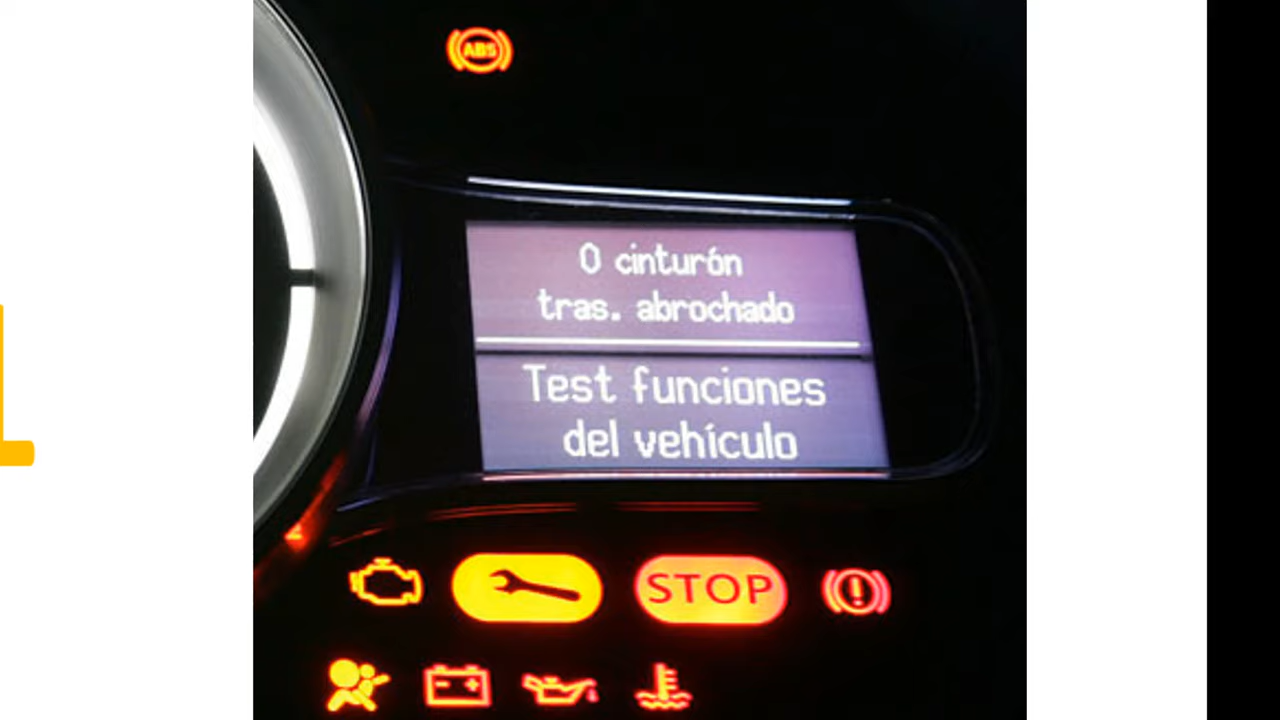 ABS
0 cinturón
tras. abrochado
Test funciones
del vehículo
STOP